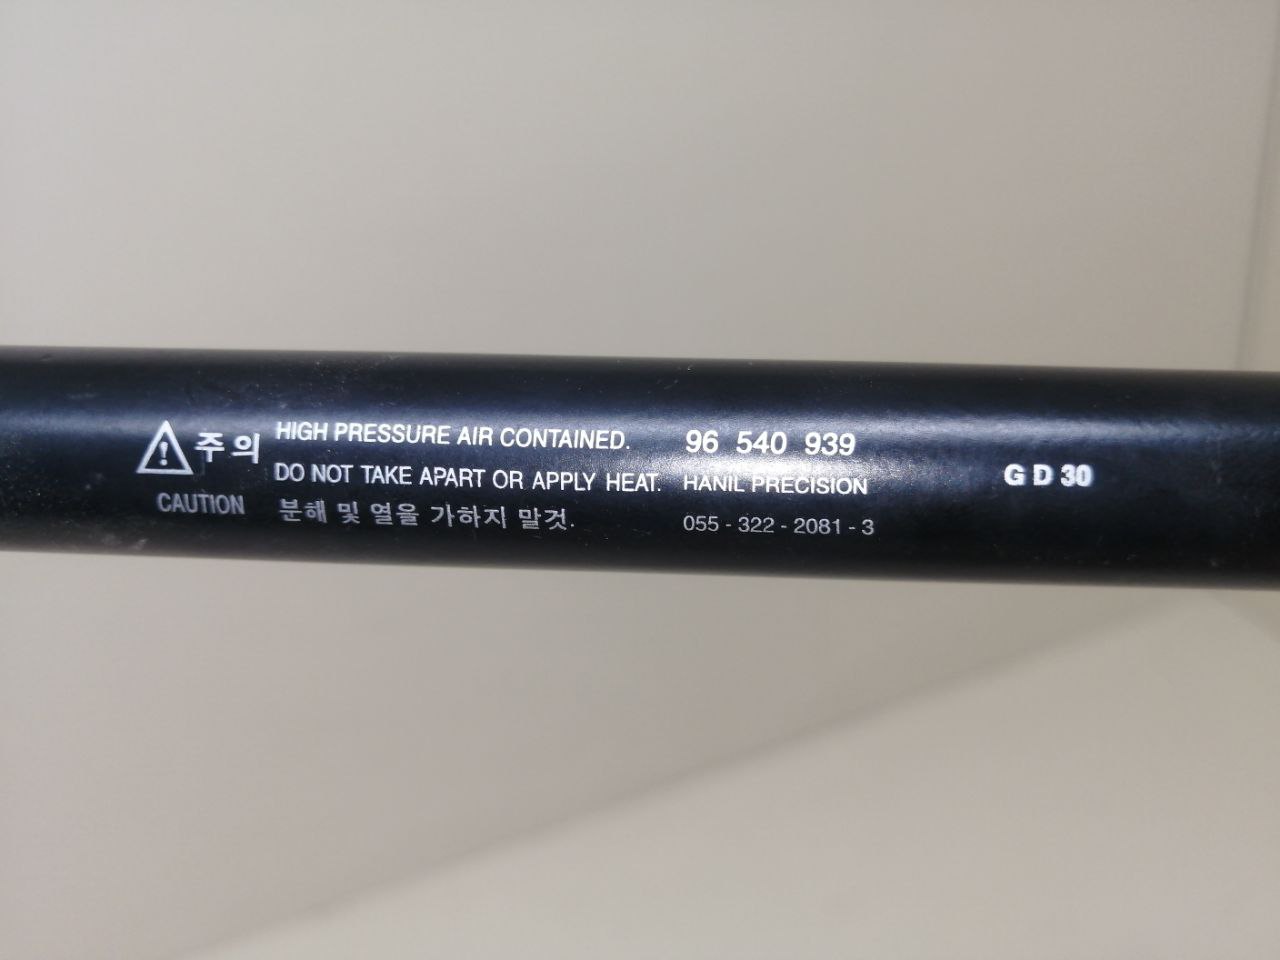 주의
CAUTION
HIGH PRESSURE AIR CONTAINED.
DO NOT TAKE APART OR APPLY HEAT.
분해 및 열을 가하지 말것.
96 540 939
HANIL PRECISION
055 - 322 - 2081 - 3
G D 30